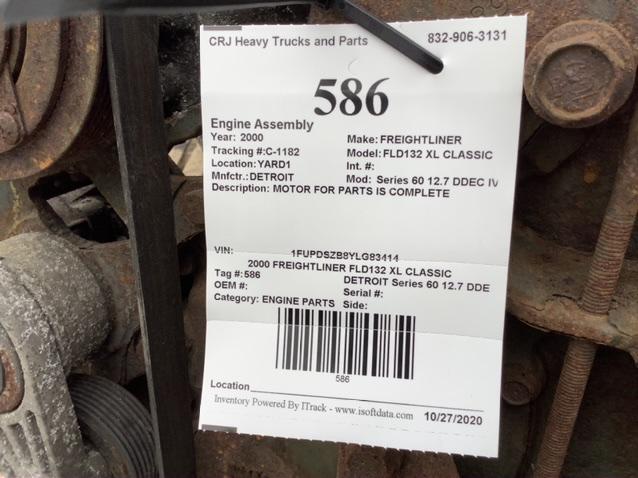 CRJ Heavy Trucks and Parts 832-906-3131
586
Engine Assembly
Year: 2000 Make: FREIGHTLINER
Tracking #:C-1182 Model: FLD132 XL CLASSIC
Location: YARD1 Int. #:
Mnfctr.: DETROIT Mod: Series 60 12.7 DDEC IV
Description: MOTOR FOR PARTS IS COMPLETE
VIN: 1FUPDSZB8YLG83414
2000 FREIGHTLINER FLD132 XL CLASSIC
Tag #: 586 DETROIT Series 60 12.7 DDE
OEM #: Serial #:
Category: ENGINE PARTS Side:
586
Location
Inventory Powered By ITrack - www.isoftdata.com 10/27/2020